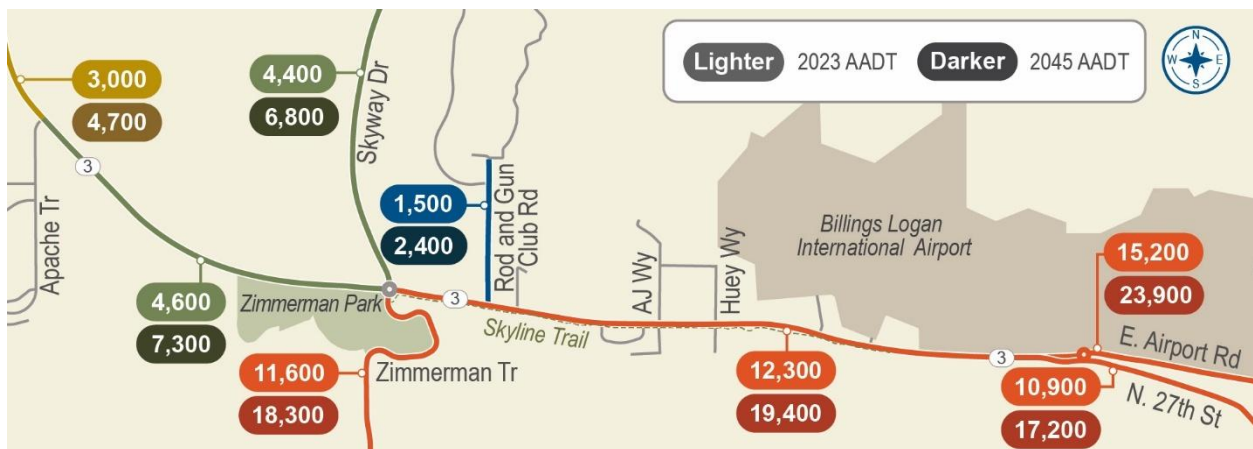 3,000
4,700
4,400
6,800
Skyway Dr
Lighter 2023 AADT Darker 2045 AADT
N
W E
S
3
Apache Tr
1,500
2,400
Rod and Gun
Club Rd
Billings Logan
International Airport
AJ Wy
Huey Wy
15,200
23,900
4,600
7,300
Zimmerman Park
3
Skyline Trail
E. Airport Rd
11,600
18,300
Zimmerman Tr
12,300
19,400
3
10,900
17,200
N. 27th St